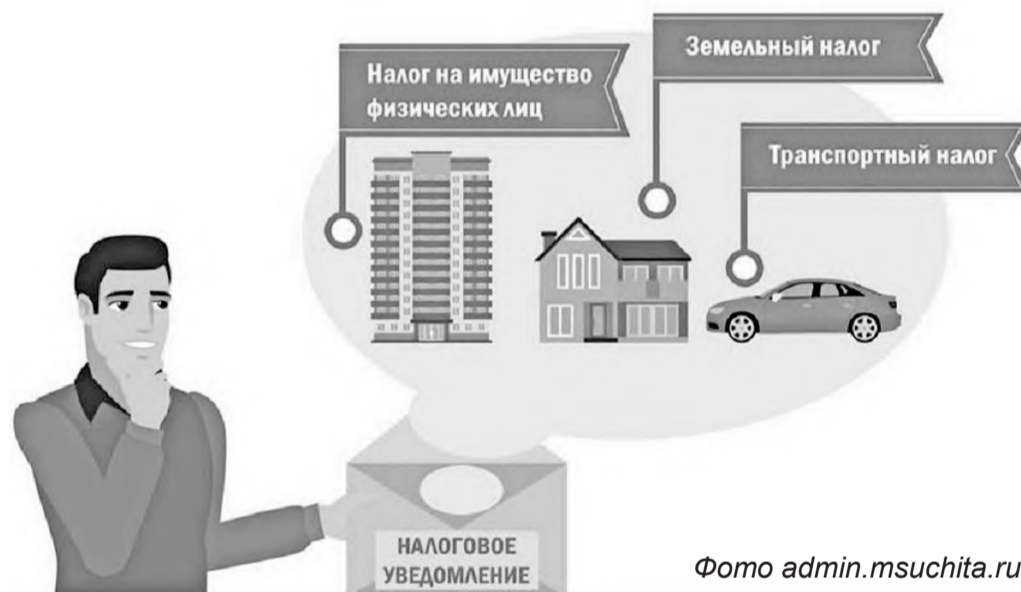 Налог на имущество
физических лиц
Земельный налог
Транспортный налог
НАЛОГОВОЕ
УВЕДОМЛЕНИЕ
Фото admin.msuchita.ru